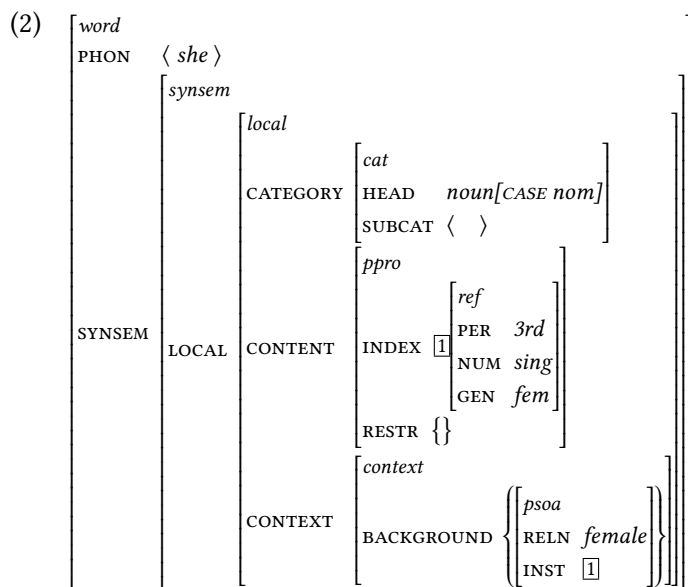 (2)
word
PHON ⟨ she ⟩
synsem
local
cat
CATEGORY HEAD noun[CASE nom]
SUBCAT ⟨ ⟩
ppro
ref
PER 3rd
SYNSEM LOCAL CONTENT INDEX 1
NUM sing
GEN fem
RESTR {}
context
psoa
CONTEXT BACKGROUND { RELN female }
INST 1